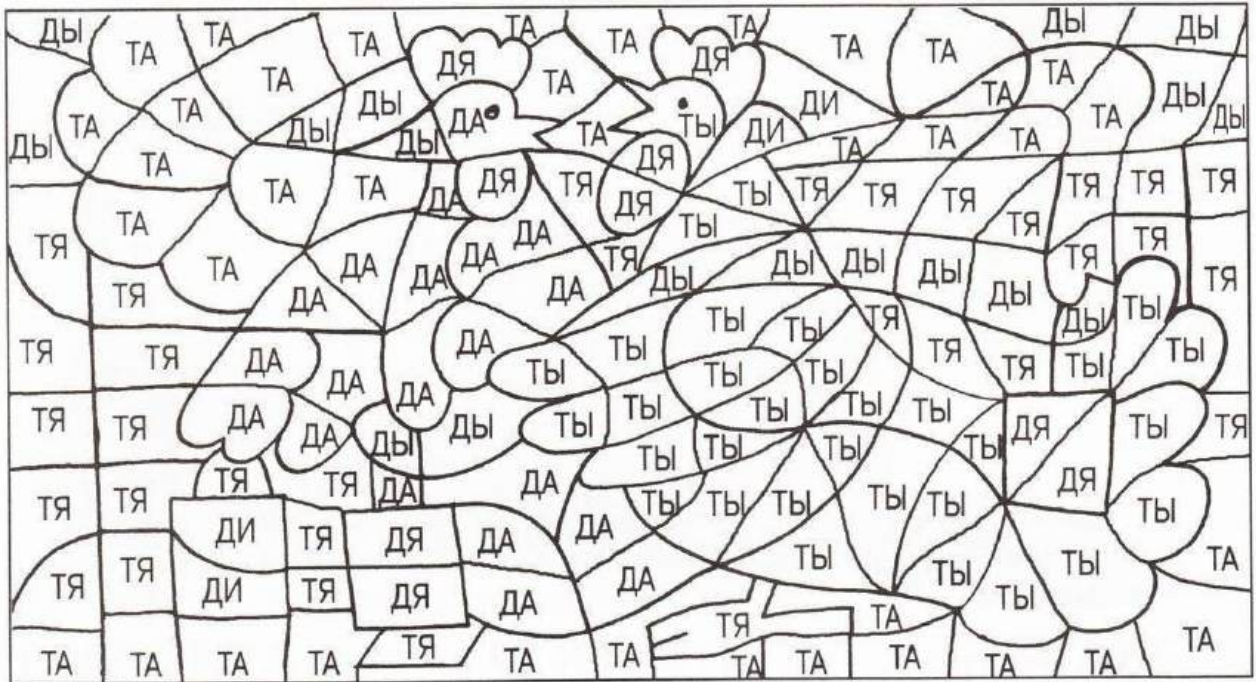 ДЫ ТА ТА ТА ТА ТА ТА ТА ТА ДЫ ДЫ
ТА ДЯ ТА ДЯ ТА
ДЫ ТА ТА ДЫ ДЫ ДЫ ДА ТА ТЫ ДИ ДИ ТА ТА ДЫ ДЫ
ТА ТА ТА ДЯ ТЯ ДЯ ТА ТА ТА
ТА ДА ДЯ ТЫ ТЯ ТЯ ТЯ ТЯ ТЯ ТЯ
ТЯ ТА ДА ДА ТЫ ТЯ ТЯ
ТЯ ТА ДА ДА ДА ДА ТЯ ДЫ ДЫ ДЫ ДЫ ДЫ ТЯ ТЯ
ДА ТЫ ТЫ ТЯ ДЫ ТЫ
ТЯ ТЯ ДА ДА ТЫ ТЫ ТЯ ТЯ ТЫ ТЫ
ДА ДА ТЫ ТЫ ТЫ
ТЯ ТЯ ДА ДА ДЫ ДЫ ТЫ ТЫ ТЫ ТЫ ТЫ ДЯ ТЫ ТЯ
ТЫ ТЫ ТЫ ТЫ
ТЯ ТЯ ТЯ ТЯ ДА ДА ТЫ ТЫ ТЫ ТЫ ТЫ ДЯ ТЫ
ДИ ТЯ ДЯ ДА ДА
ТЯ ТЯ ДИ ТЯ ДЯ ДА ДА ТЫ ТЫ ТЫ ТЫ ТА
ТЯ ТЯ ТА
ТА ТА ТА ТА ТА ТА ТА ТА ТА ТА ТА ТА